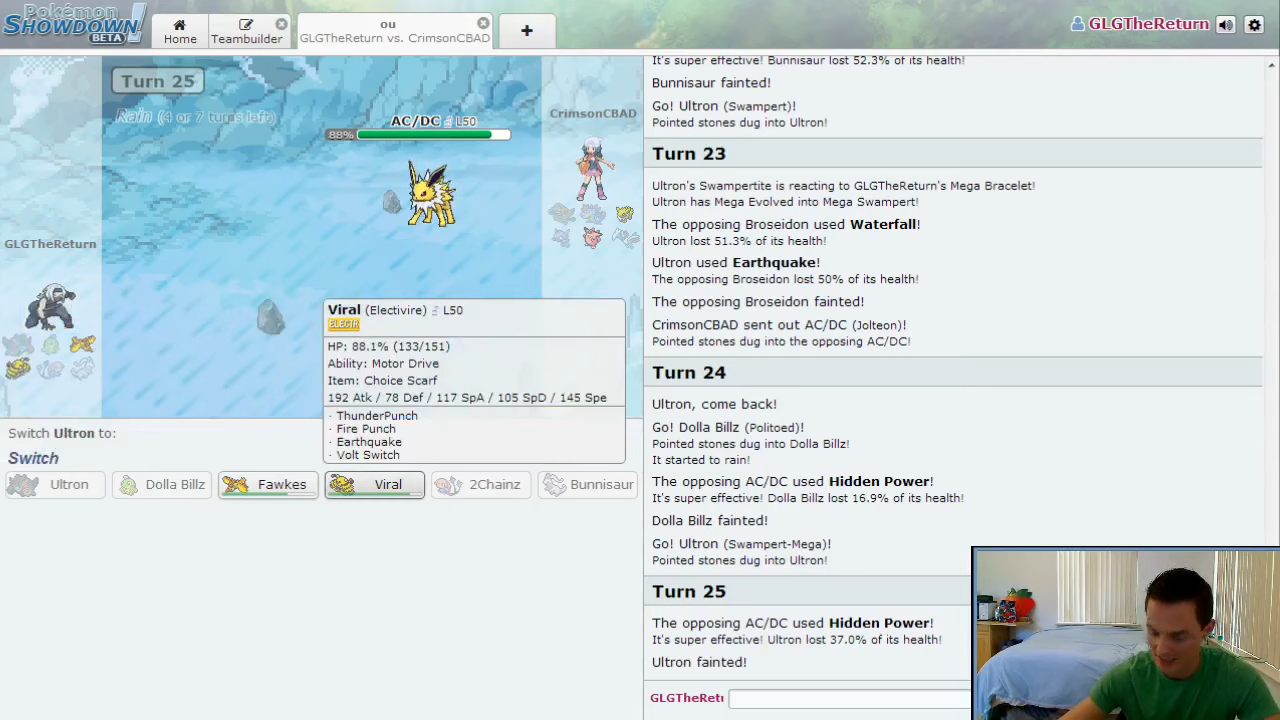 Pokémon
SHOWDOWN!
BETA
Home
Teambuilder
ou
GLGTheReturn vs. CrimsonCBAD
+
GLGTheReturn
Turn 25
Rain (4 or 7 turns left)
AC/DC L50
88%
CrimsonCBAD
GLGTheReturn
Viral (Electivire) L50
ELECTR
HP: 88.1% (133/151)
Ability: Motor Drive
Item: Choice Scarf
192 Atk / 78 Def / 117 SpA / 105 SpD / 145 Spe
· ThunderPunch
· Fire Punch
· Earthquake
· Volt Switch
Switch Ultron to:
Switch
Ultron
Dolla Billz
Fawkes
Viral
2Chainz
Bunnisaur
It's super effective! Bunnisaur lost 52.3% of its health!
Bunnisaur fainted!
Go! Ultron (Swampert)!
Pointed stones dug into Ultron!
Turn 23
Ultron's Swampertite is reacting to GLGTheReturn's Mega Bracelet!
Ultron has Mega Evolved into Mega Swampert!
The opposing Broseidon used Waterfall!
Ultron lost 51.3% of its health!
Ultron used Earthquake!
The opposing Broseidon lost 50% of its health!
The opposing Broseidon fainted!
CrimsonCBAD sent out AC/DC (Jolteon)!
Pointed stones dug into the opposing AC/DC!
Turn 24
Ultron, come back!
Go! Dolla Billz (Politoed)!
Pointed stones dug into Dolla Billz!
It started to rain!
The opposing AC/DC used Hidden Power!
It's super effective! Dolla Billz lost 16.9% of its health!
Dolla Billz fainted!
Go! Ultron (Swampert-Mega)!
Pointed stones dug into Ultron!
Turn 25
The opposing AC/DC used Hidden Power!
It's super effective! Ultron lost 37.0% of its health!
Ultron fainted!
GLGTheRet